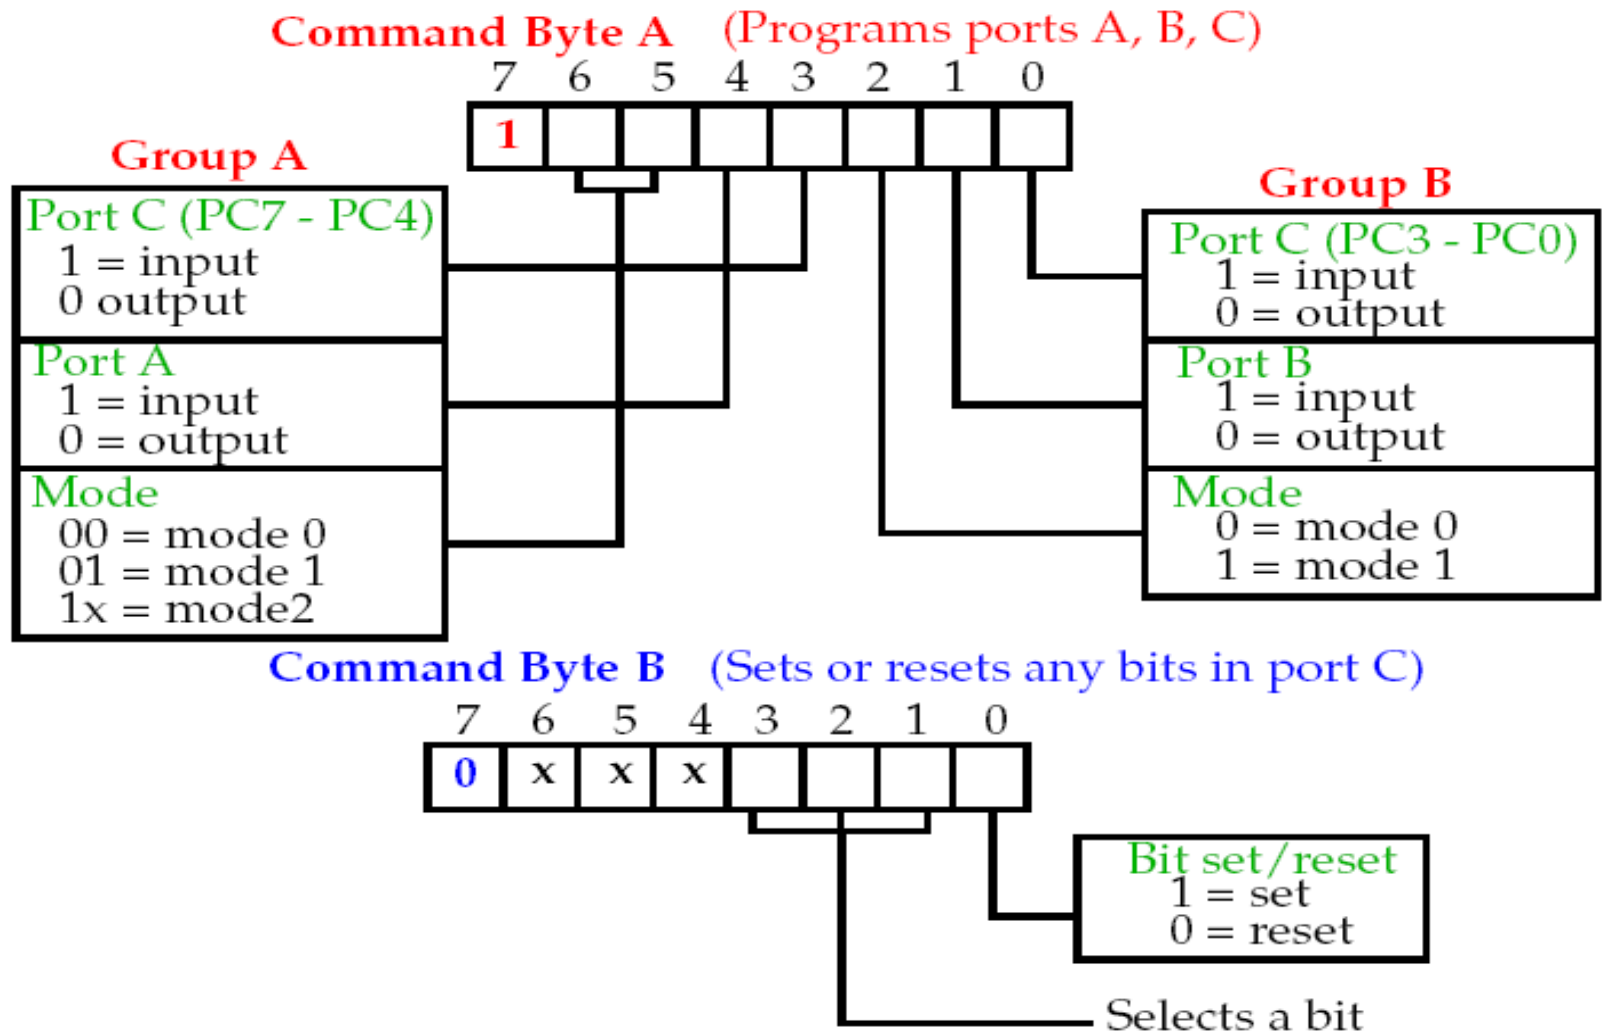 Command Byte A (Programs ports A, B, C)
7 6 5 4 3 2 1 0
1
Group A
Port C (PC7 - PC4)
1 = input
0 output
Port A
1 = input
0 = output
Mode
00 = mode 0
01 = mode 1
1x = mode2
Group B
Port C (PC3 - PC0)
1 = input
0 = output
Port B
1 = input
0 = output
Mode
0 = mode 0
1 = mode 1
Command Byte B (Sets or resets any bits in port C)
7 6 5 4 3 2 1 0
0 x x x
Bit set/reset
1 = set
0 = reset
Selects a bit